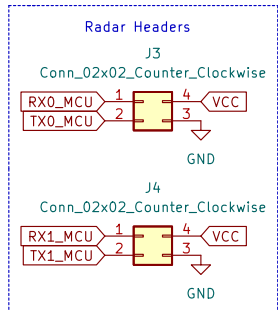 Radar Headers
J3
Conn_02x02_Counter_Clockwise
RX0_MCU 1 4 VCC
TX0_MCU 2 3
GND
J4
Conn_02x02_Counter_Clockwise
RX1_MCU 1 4 VCC
TX1_MCU 2 3
GND